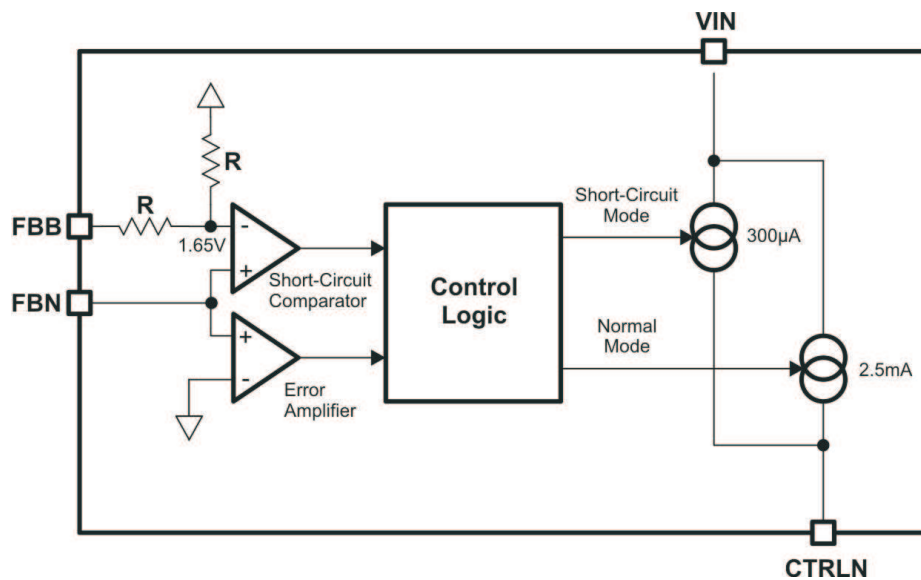 VIN
R
R
FBB
-
1.65V
Short-Circuit
Mode
300µA
+
Short-Circuit
Comparator
FBN
Control
Logic
Normal
Mode
+
-
2.5mA
Error
Amplifier
CTRLN